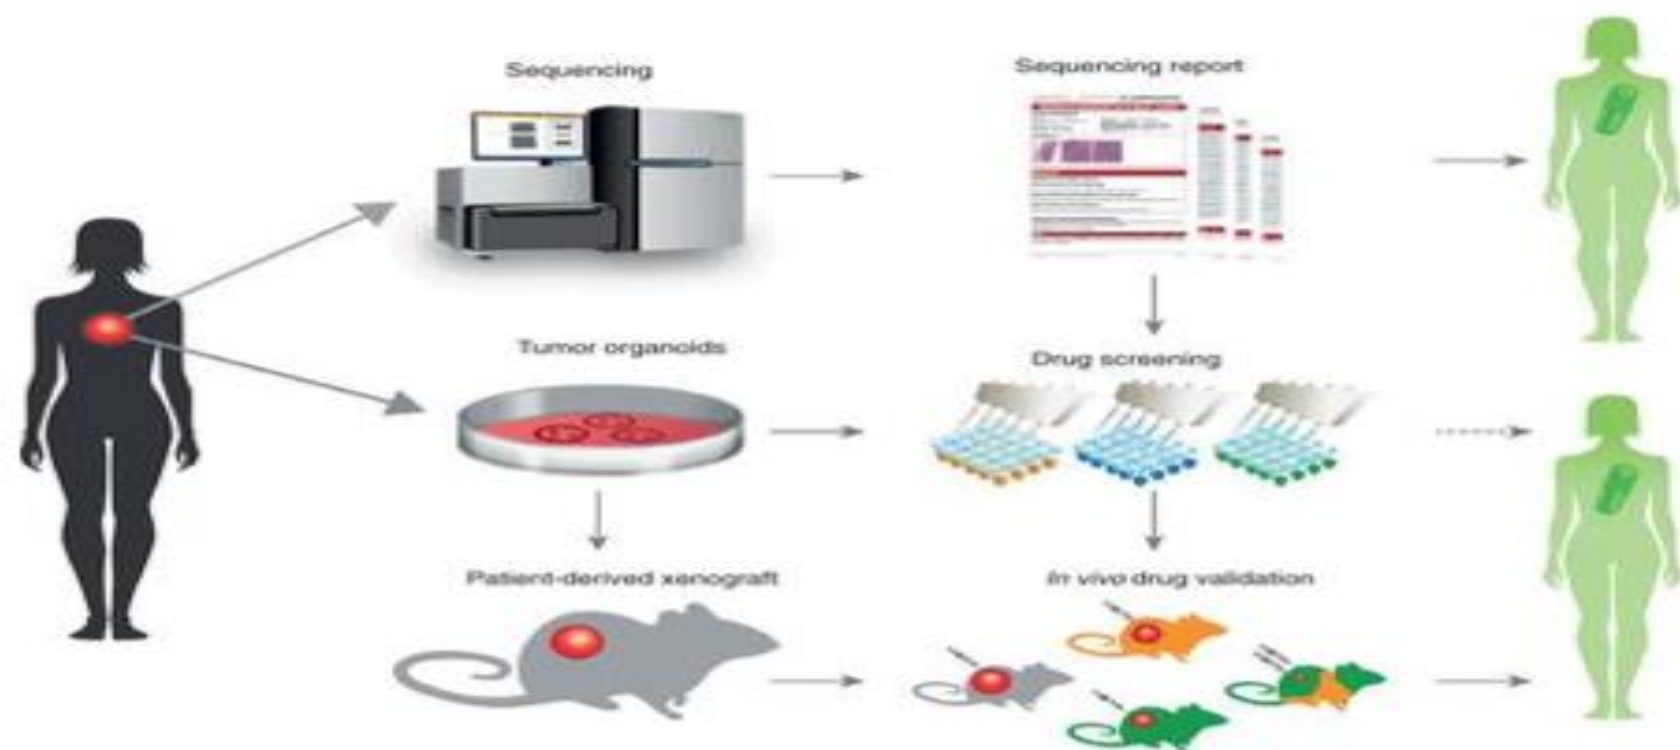 Sequencing
Sequencing report
Tumor organoids
Drug screening
Patient-derived xenograft
In vivo drug validation